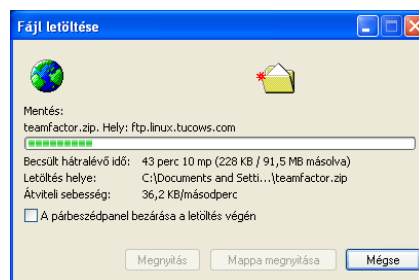 Fájl letöltése
Mentés:
teamfactor.zip. Hely: ftp.linux.tucows.com
Becsült hátralévő idő: 43 perc 10 mp (228 KB / 91,5 MB másolva)
Letöltés helye: C:\Documents and Setti...\teamfactor.zip
Átviteli sebesség: 36,2 KB/másodperc
A párbeszédpanel bezárása a letöltés végén
Megnyitás Mappa megnyitása Mégse